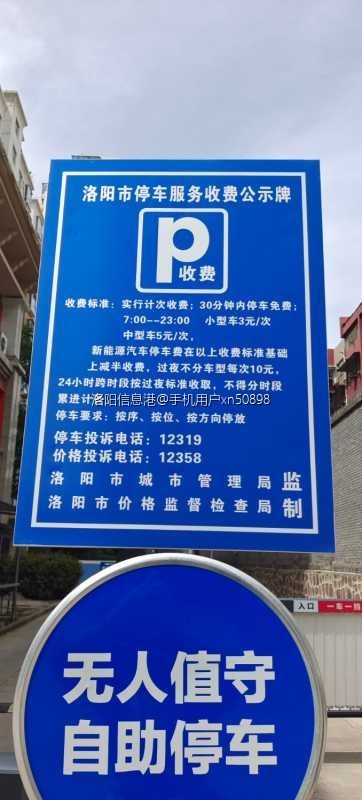 洛阳市停车服务收费公示牌
P
收费
收费标准：实行计次收费；30分钟内停车免费；
7:00--23:00 小型车3元/次
中型车5元/次，
新能源汽车停车费在以上收费标准基础
上减半收费，过夜不分车型每次10元，
24小时跨时段按过夜标准收取，不得分时段
累进计
洛阳信息港@手机用户xn50898
停车要求：按序、按位、按方向停放
停车投诉电话：12319
价格投诉电话：12358
洛阳市城市管理局
洛阳市价格监督检查局
监制
入口
一车一挡
无人值守
自助停车